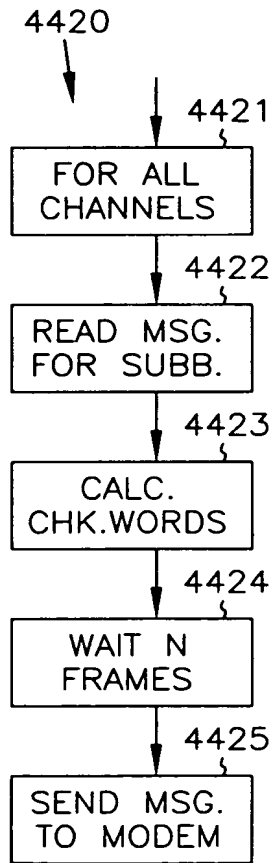 4420
4421
FOR ALL
CHANNELS
4422
READ MSG.
FOR SUBB.
4423
CALC.
CHK.WORDS
4424
WAIT N
FRAMES
4425
SEND MSG.
TO MODEM